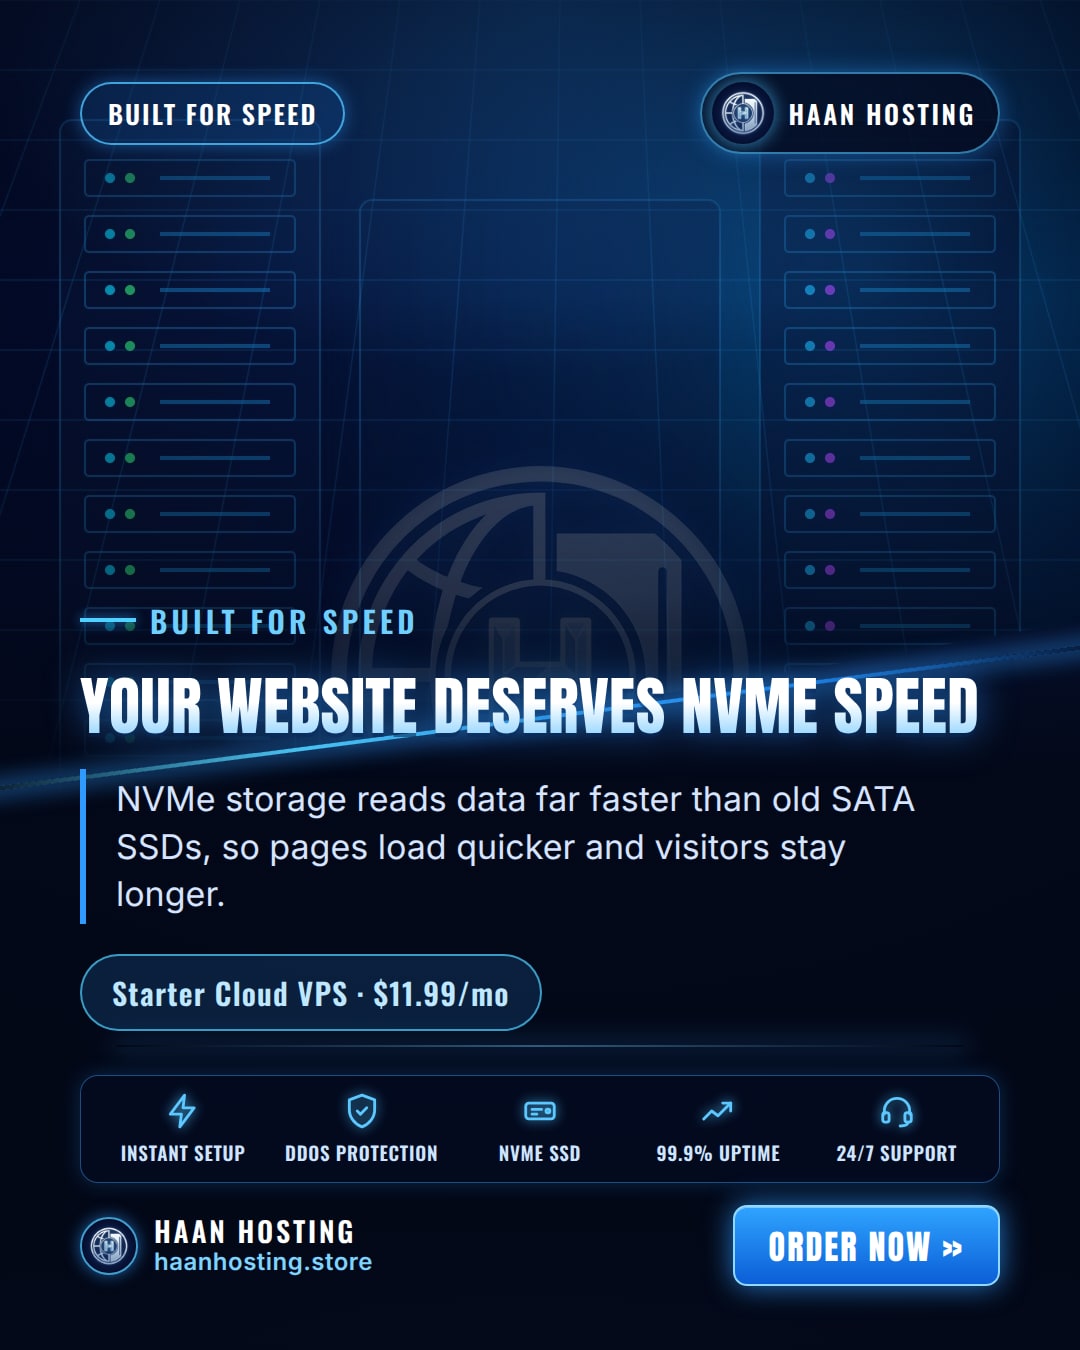 BUILT FOR SPEED
HAAN HOSTING
BUILT FOR SPEED
YOUR WEBSITE DESERVES NVME SPEED
NVMe storage reads data far faster than old SATA
SSDs, so pages load quicker and visitors stay
longer.
Starter Cloud VPS · $11.99/mo
INSTANT SETUP
DDOS PROTECTION
NVME SSD
99.9% UPTIME
24/7 SUPPORT
HAAN HOSTING
haanhosting.store
ORDER NOW »